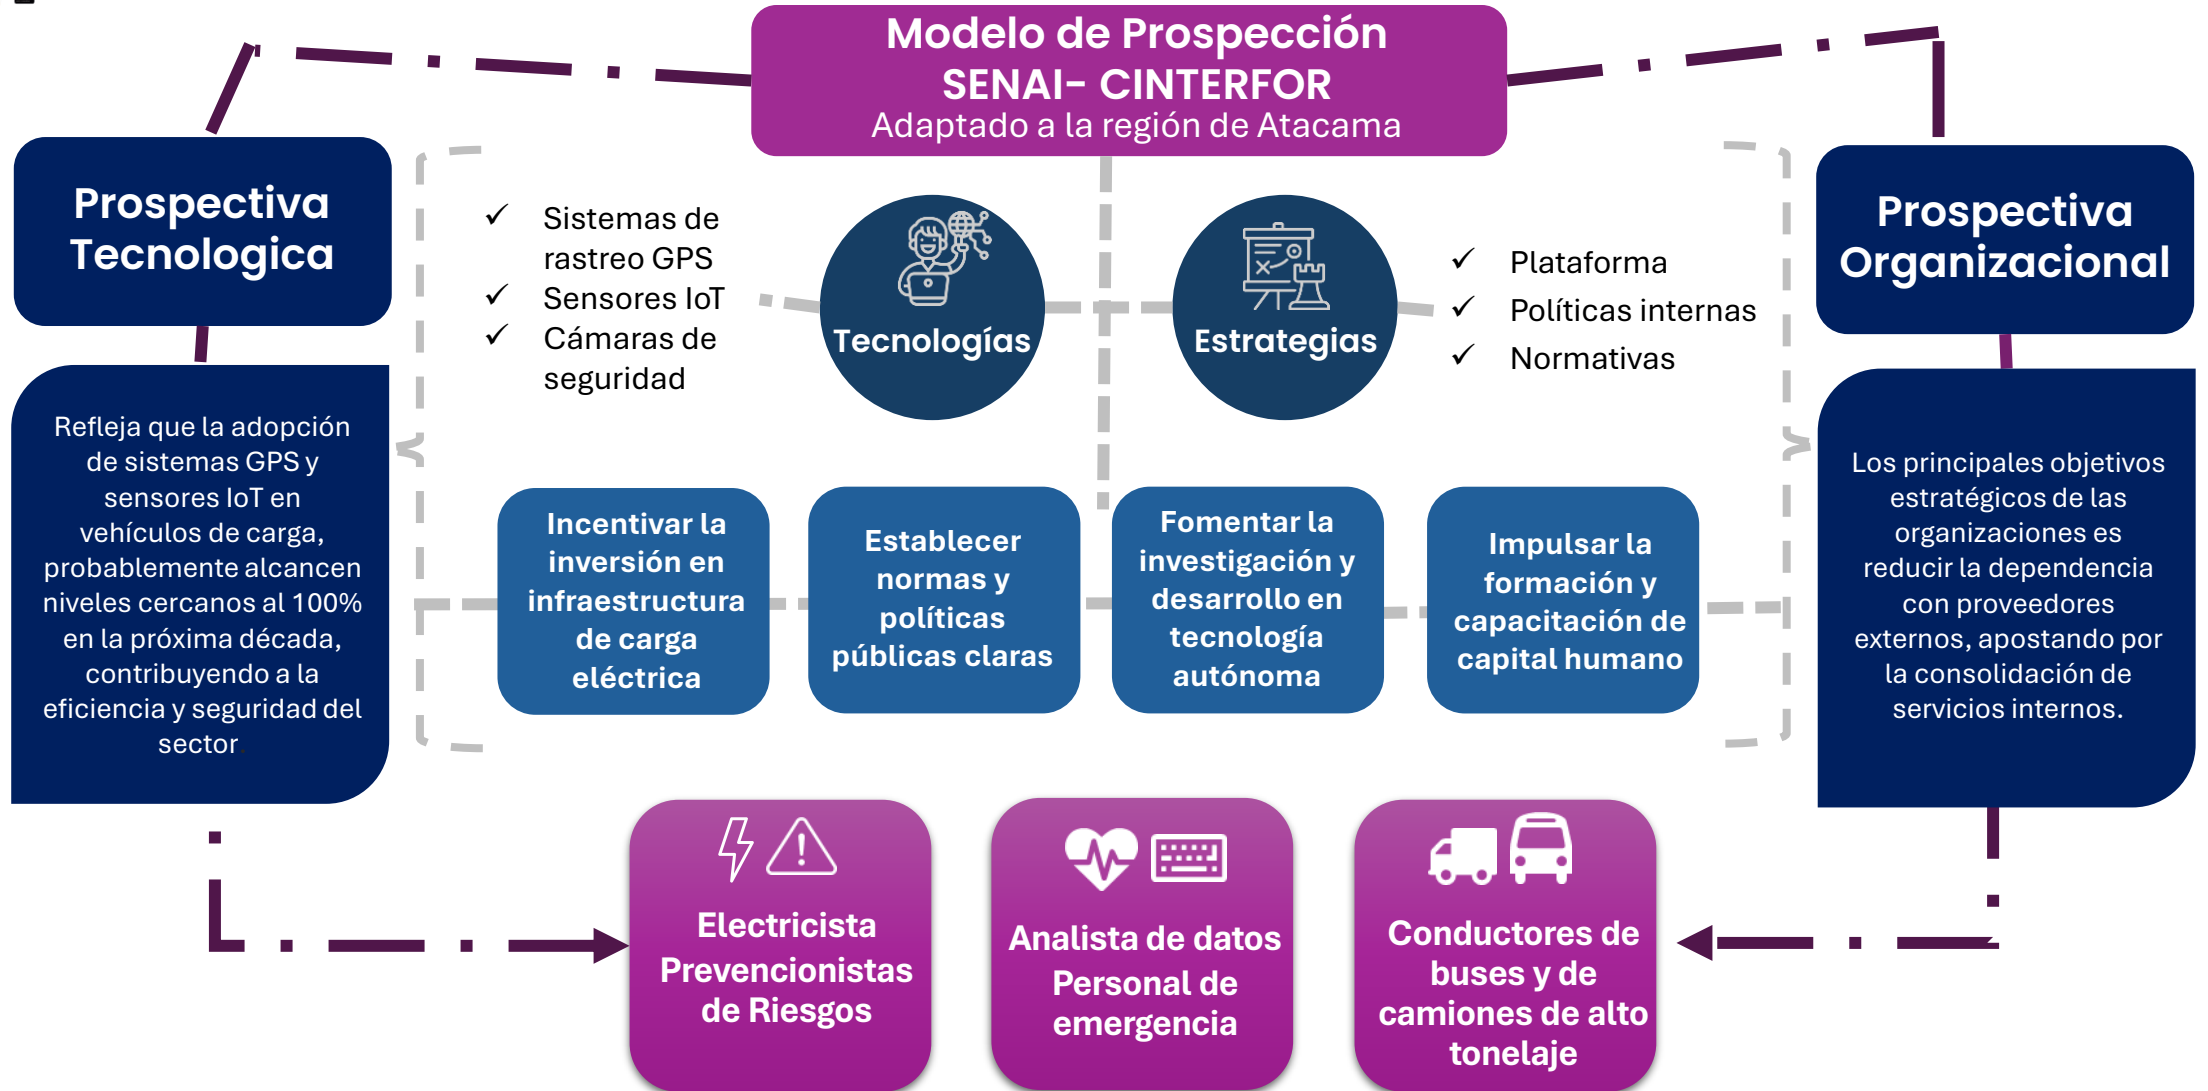 Modelo de Prospección
SENAI- CINTERFOR
Adaptado a la región de Atacama
Prospectiva
Tecnologica
Refleja que la adopción
de sistemas GPS y
sensores IoT en
vehículos de carga,
probablemente alcancen
niveles cercanos al 100%
en la próxima década,
contribuyendo a la
eficiencia y seguridad del
sector.
✓ Sistemas de
rastreo GPS
✓ Sensores IoT
✓ Cámaras de
seguridad
Tecnologías
Estrategias
✓ Plataforma
✓ Políticas internas
✓ Normativas
Prospectiva
Organizacional
Los principales objetivos
estratégicos de las
organizaciones es
reducir la dependencia
con proveedores
externos, apostando por
la consolidación de
servicios internos.
Incentivar la
inversión en
infraestructura
de carga
eléctrica
Establecer
normas y
políticas
públicas claras
Fomentar la
investigación y
desarrollo en
tecnología
autónoma
Impulsar la
formación y
capacitación de
capital humano
Electricista
Prevencionistas
de Riesgos
Analista de datos
Personal de
emergencia
Conductores de
buses y de
camiones de alto
tonelaje